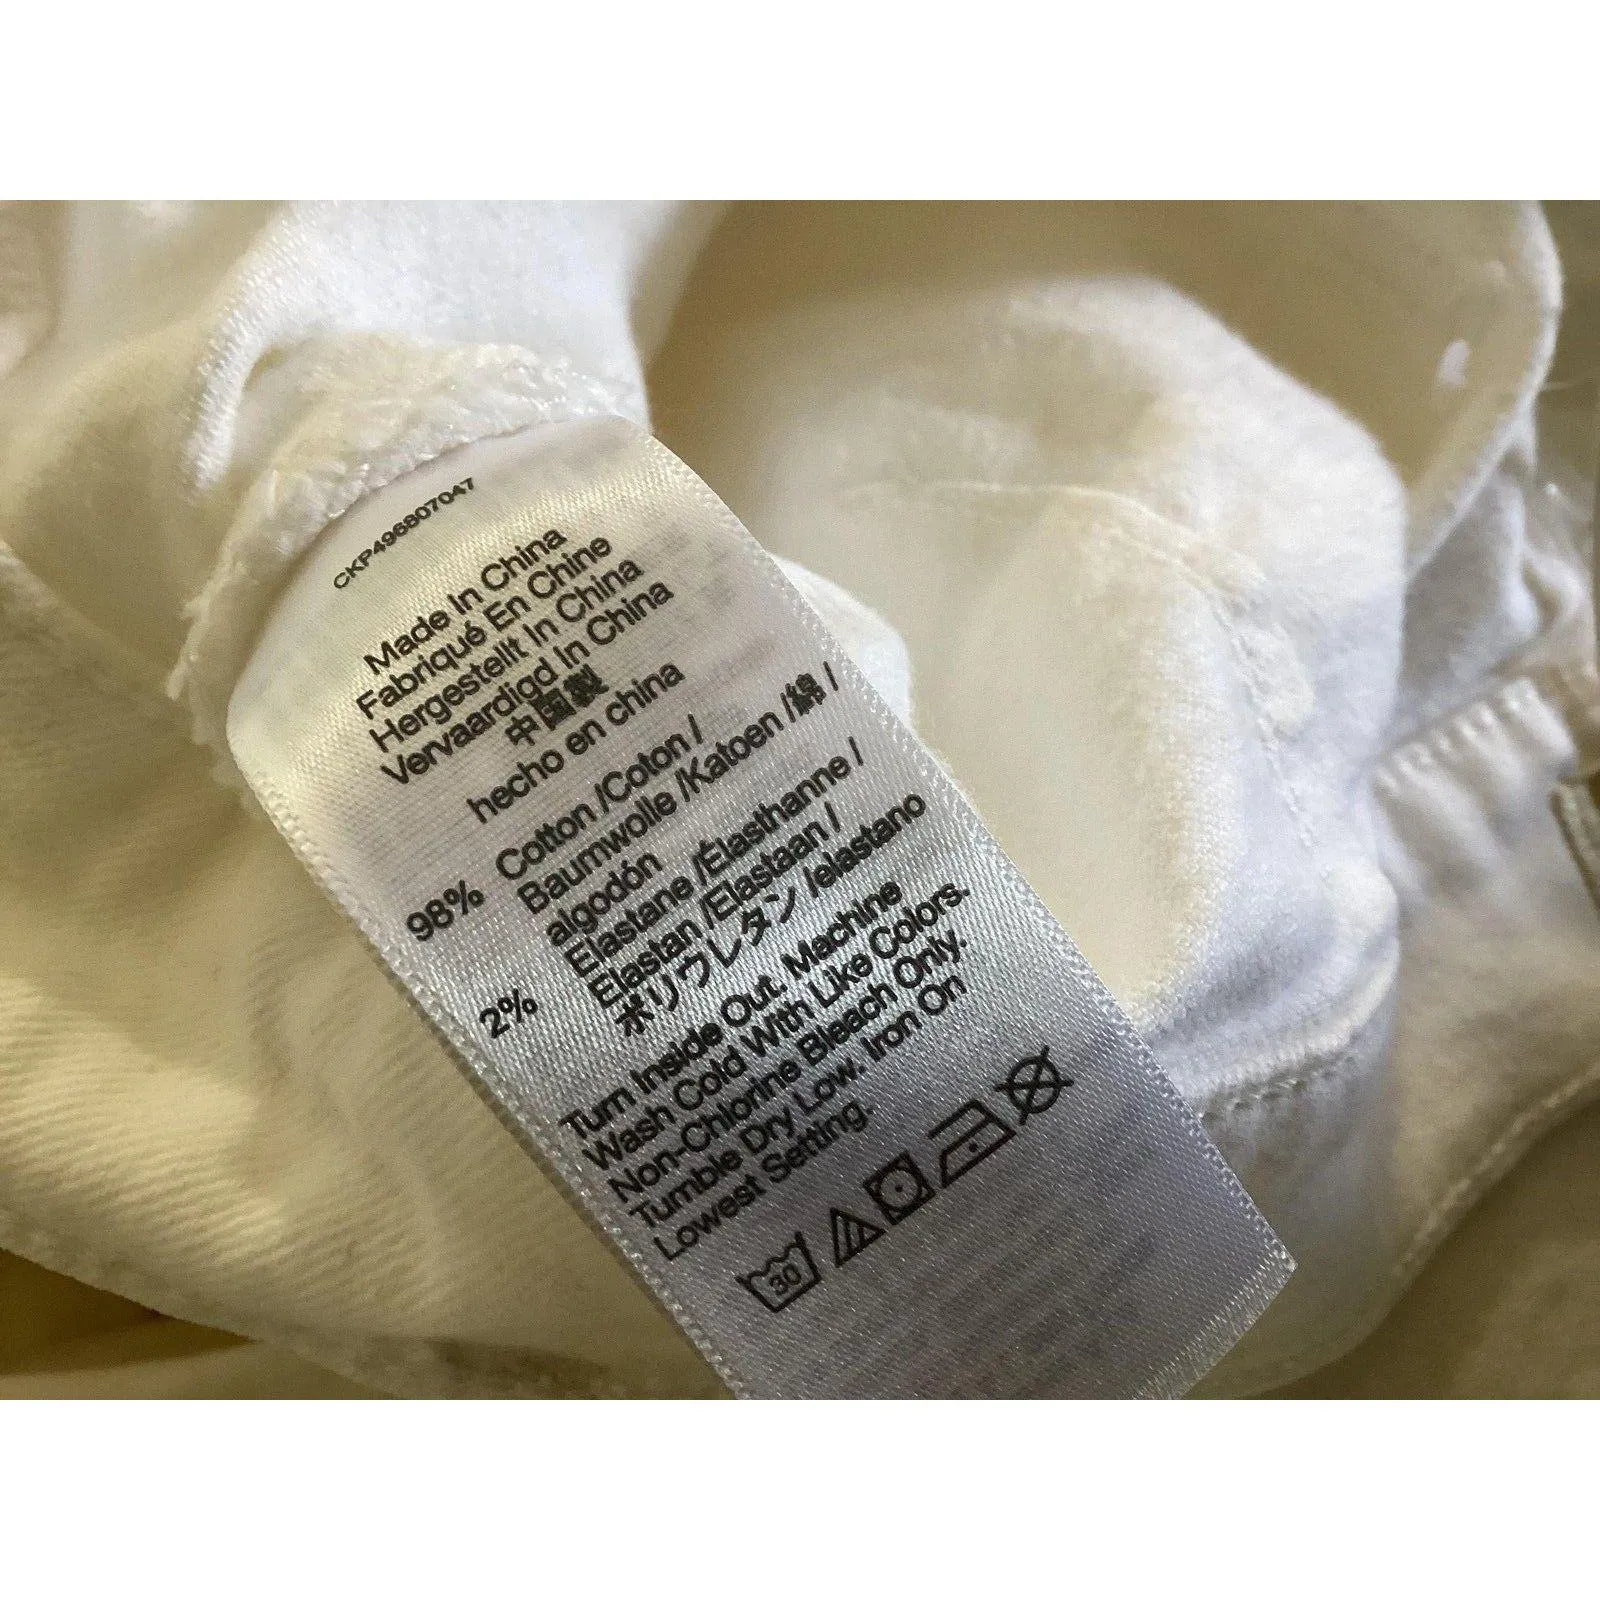 CKP496807047
Made In China
Fabriqué En Chine
Hergestellt In China
Vervaardigd In China
中国製
hecho en china
98% Cotton /Coton /
Baumwolle /Katoen /綿 /
algodón
2% Elastane /Élasthanne /
Elastan /Elastaan /
ポリウレタン /elastano
Turn Inside Out. Machine
Wash Cold With Like Colors.
Non-Chlorine Bleach Only.
Tumble Dry Low. Iron On
Lowest Setting.
30